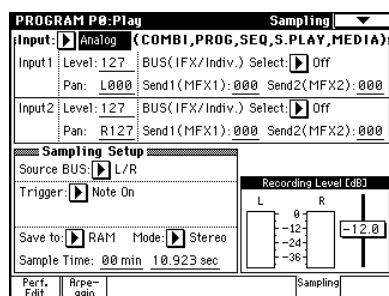 PROGRAM P0:Play Sampling
Input: Analog (COMBI,PROG,SEQ,S.PLAY,MEDIA)
Input1 Level: 127 BUS(IFX/Indiv.) Select: Off
Pan: L000 Send1(MFX1): 000 Send2(MFX2): 000
Input2 Level: 127 BUS(IFX/Indiv.) Select: Off
Pan: R127 Send1(MFX1): 000 Send2(MFX2): 000
Sampling Setup
Source BUS: L/R
Trigger: Note On
Save to: RAM Mode: Stereo
Sample Time: 00 min 10.923 sec
Recording Level [dB]
L R
0
-12
-24
-36
-12.0
Perf. Edit
Arpe- ggio
Sampling